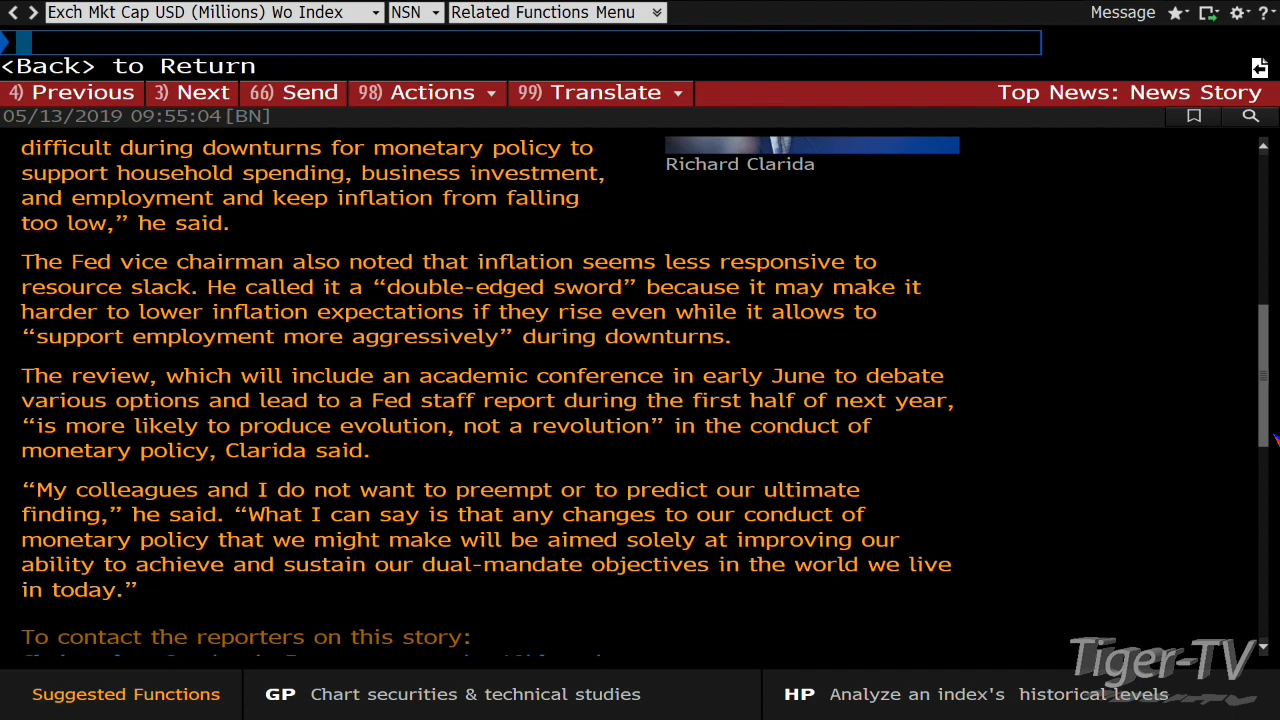 Exch Mkt Cap USD (Millions) Wo Index NSN Related Functions Menu Message ?
<Back> to Return
4) Previous 3) Next 66) Send 98) Actions 99) Translate Top News: News Story
05/13/2019 09:55:04 [BN]
difficult during downturns for monetary policy to
support household spending, business investment,
and employment and keep inflation from falling
too low,” he said.
Richard Clarida
The Fed vice chairman also noted that inflation seems less responsive to
resource slack. He called it a “double-edged sword” because it may make it
harder to lower inflation expectations if they rise even while it allows to
“support employment more aggressively” during downturns.
The review, which will include an academic conference in early June to debate
various options and lead to a Fed staff report during the first half of next year,
“is more likely to produce evolution, not a revolution” in the conduct of
monetary policy, Clarida said.
“My colleagues and I do not want to preempt or to predict our ultimate
finding,” he said. “What I can say is that any changes to our conduct of
monetary policy that we might make will be aimed solely at improving our
ability to achieve and sustain our dual-mandate objectives in the world we live
in today.”
To contact the reporters on this story:
Tiger-TV
Suggested Functions GP Chart securities & technical studies HP Analyze an index's historical levels